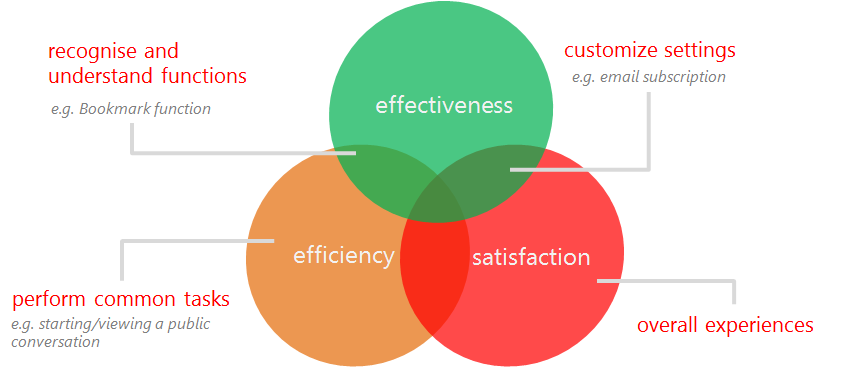 recognise and
understand functions
e.g. Bookmark function
customize settings
e.g. email subscription
effectiveness
efficiency
satisfaction
perform common tasks
e.g. starting/viewing a public
conversation
overall experiences